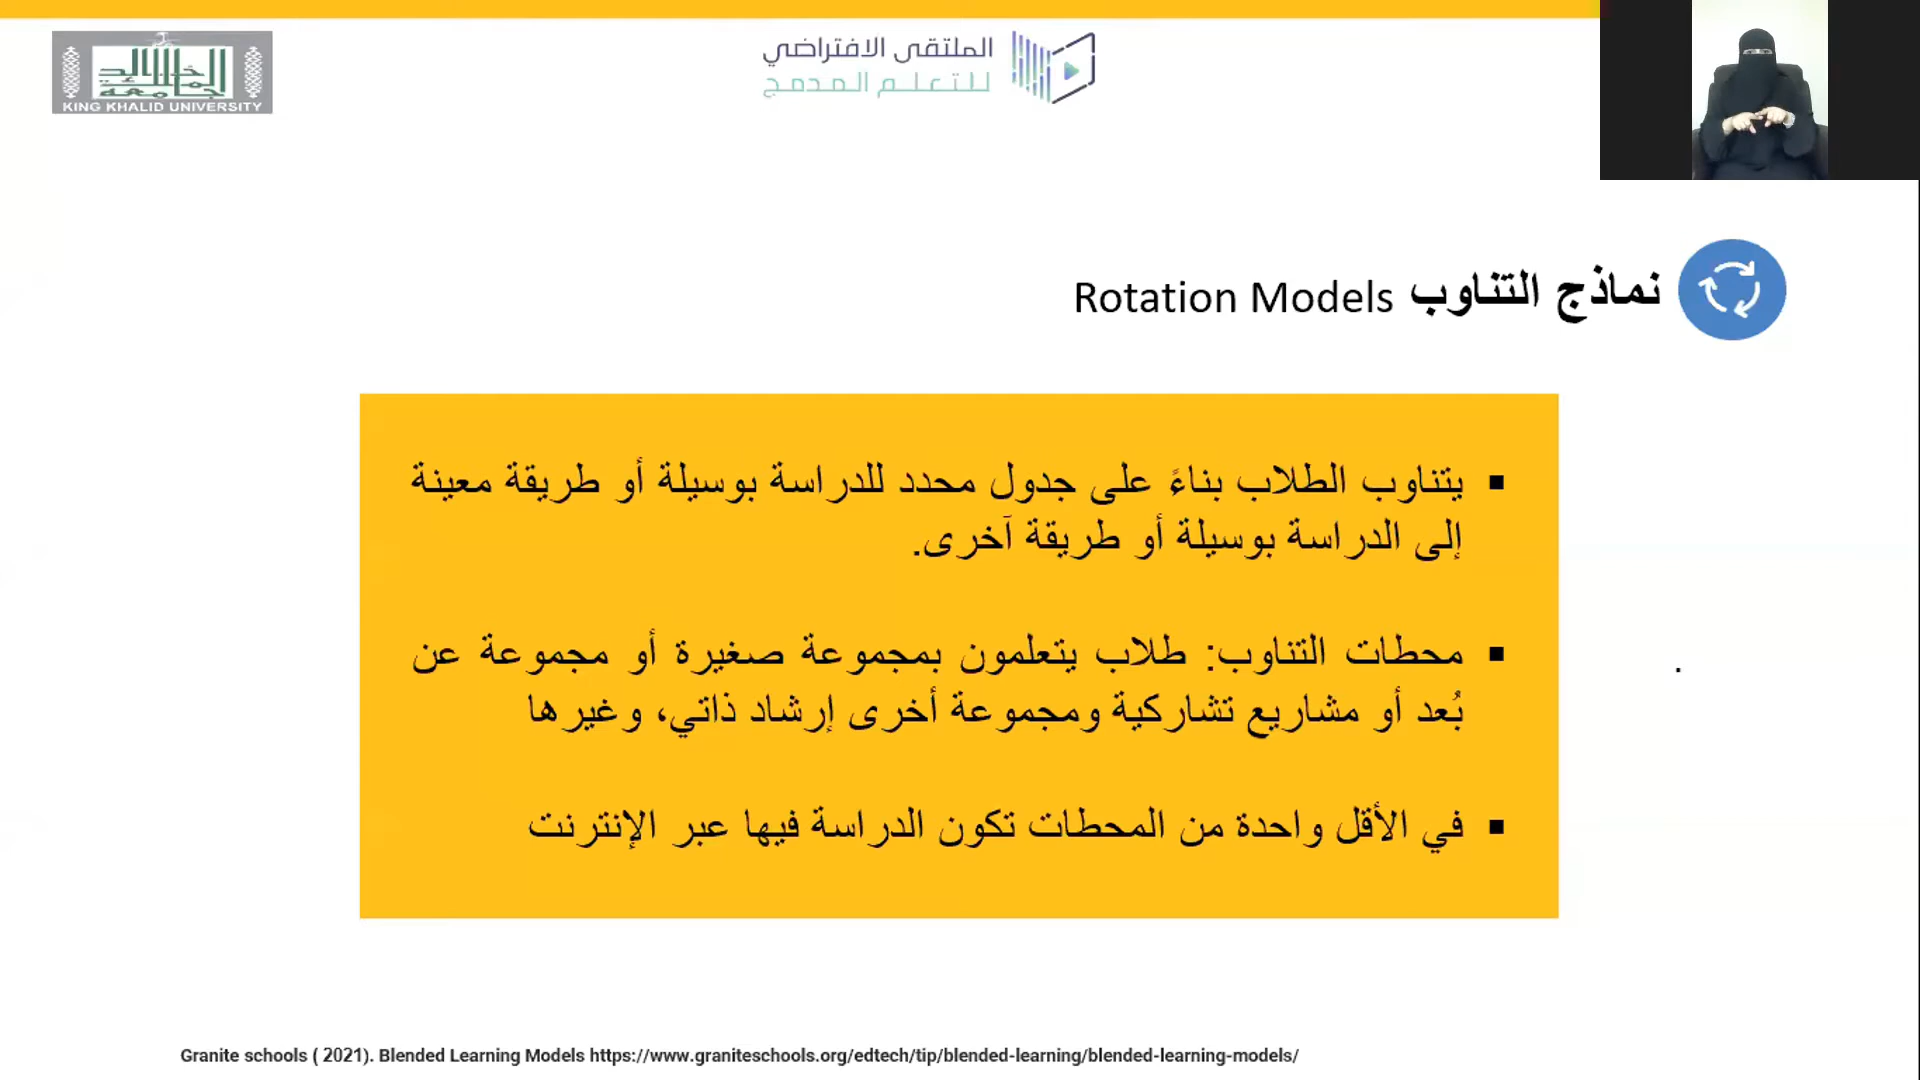 جامعة الملك خالد
KING KHALID UNIVERSITY
الملتقى الافتراضي
للتعلم المدمج
نماذج التناوب Rotation Models
▪ يتناوب الطلاب بناءً على جدول محدد للدراسة بوسيلة أو طريقة معينة
إلى الدراسة بوسيلة أو طريقة آخرى.
▪ محطات التناوب: طلاب يتعلمون بمجموعة صغيرة أو مجموعة عن
بُعد أو مشاريع تشاركية ومجموعة أخرى إرشاد ذاتي، وغيرها
▪ في الأقل واحدة من المحطات تكون الدراسة فيها عبر الإنترنت
.
Granite schools ( 2021). Blended Learning Models https://www.graniteschools.org/edtech/tip/blended-learning/blended-learning-models/